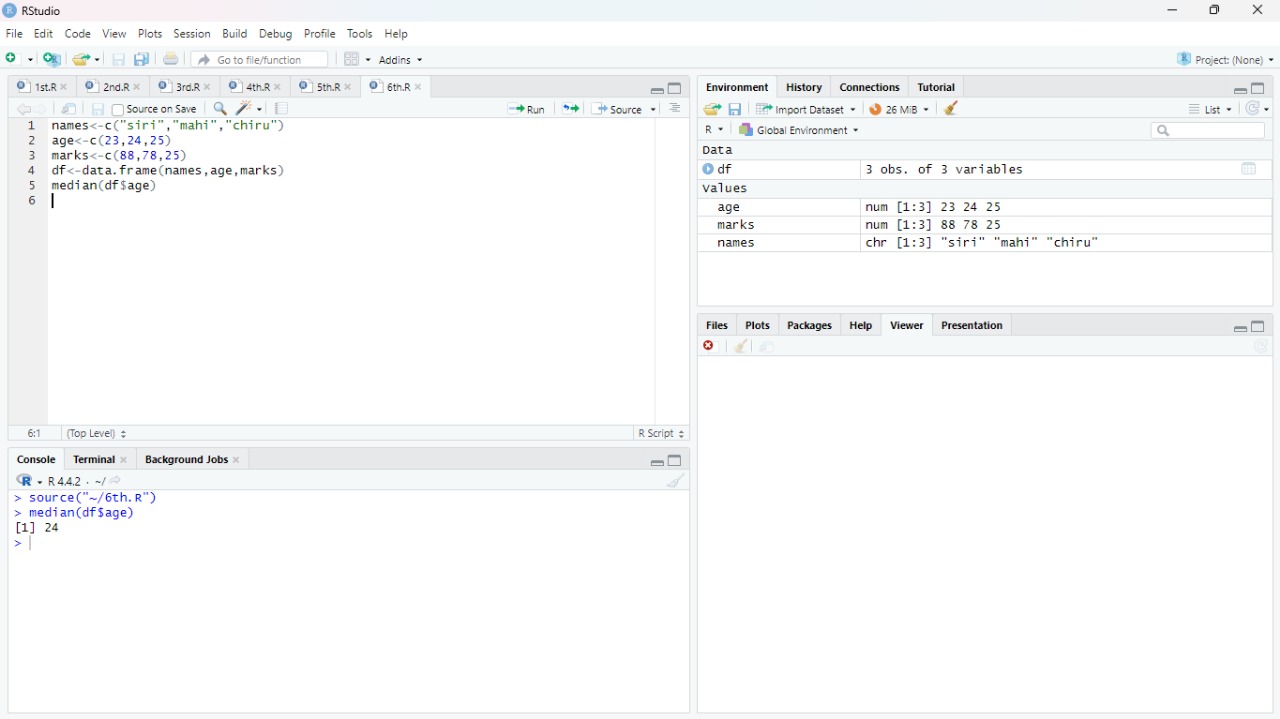 RStudio
File Edit Code View Plots Session Build Debug Profile Tools Help
Go to file/function Addins Project: (None)
1st.R 2nd.R 3rd.R 4th.R 5th.R 6th.R
Source on Save Run Source
1 names<-c("siri","mahi","chiru")
2 age<-c(23,24,25)
3 marks<-c(88,78,25)
4 df<-data.frame(names,age,marks)
5 median(df$age)
6
6:1 (Top Level) R Script
Console Terminal Background Jobs
R 4.4.2 · ~/
> source("~/6th.R")
> median(df$age)
[1] 24
>
Environment History Connections Tutorial
Import Dataset 26 MiB List
R Global Environment
Data
df 3 obs. of 3 variables
values
age num [1:3] 23 24 25
marks num [1:3] 88 78 25
names chr [1:3] "siri" "mahi" "chiru"
Files Plots Packages Help Viewer Presentation